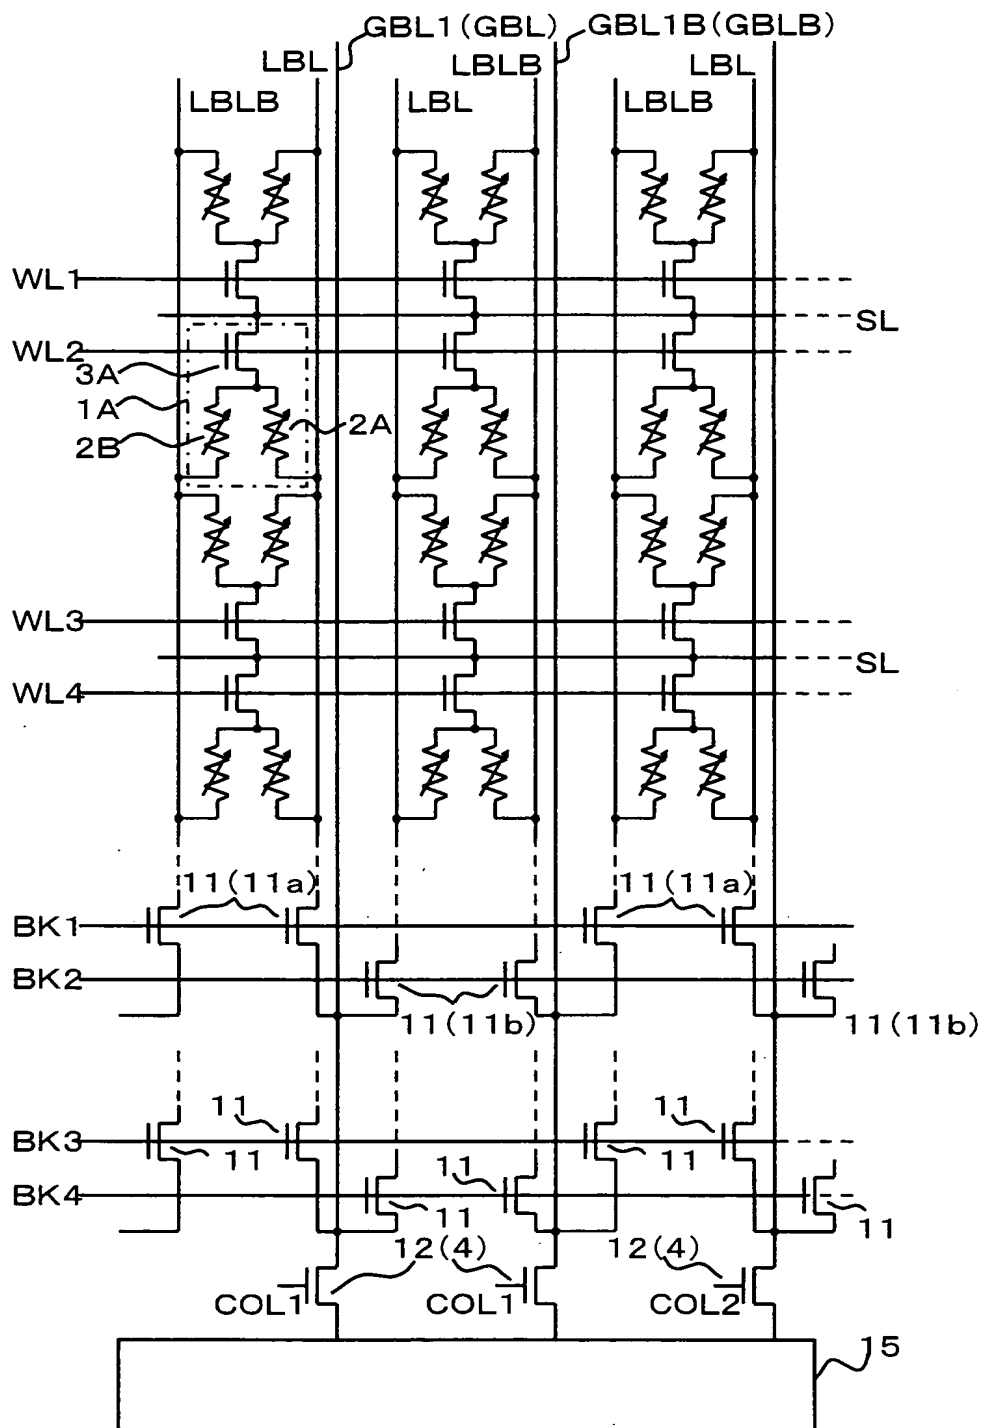 GBL1(GBL)
GBL1B(GBLB)
LBL
LBLB
LBL
LBLB
LBL
LBLB
WL1
SL
WL2
3A
1A
2A
2B
WL3
SL
WL4
11(11a)
11(11a)
BK1
BK2
11(11b)
11(11b)
11
11
BK3
11
11
11
BK4
11
11
12(4)
12(4)
COL1
COL1
COL2
15